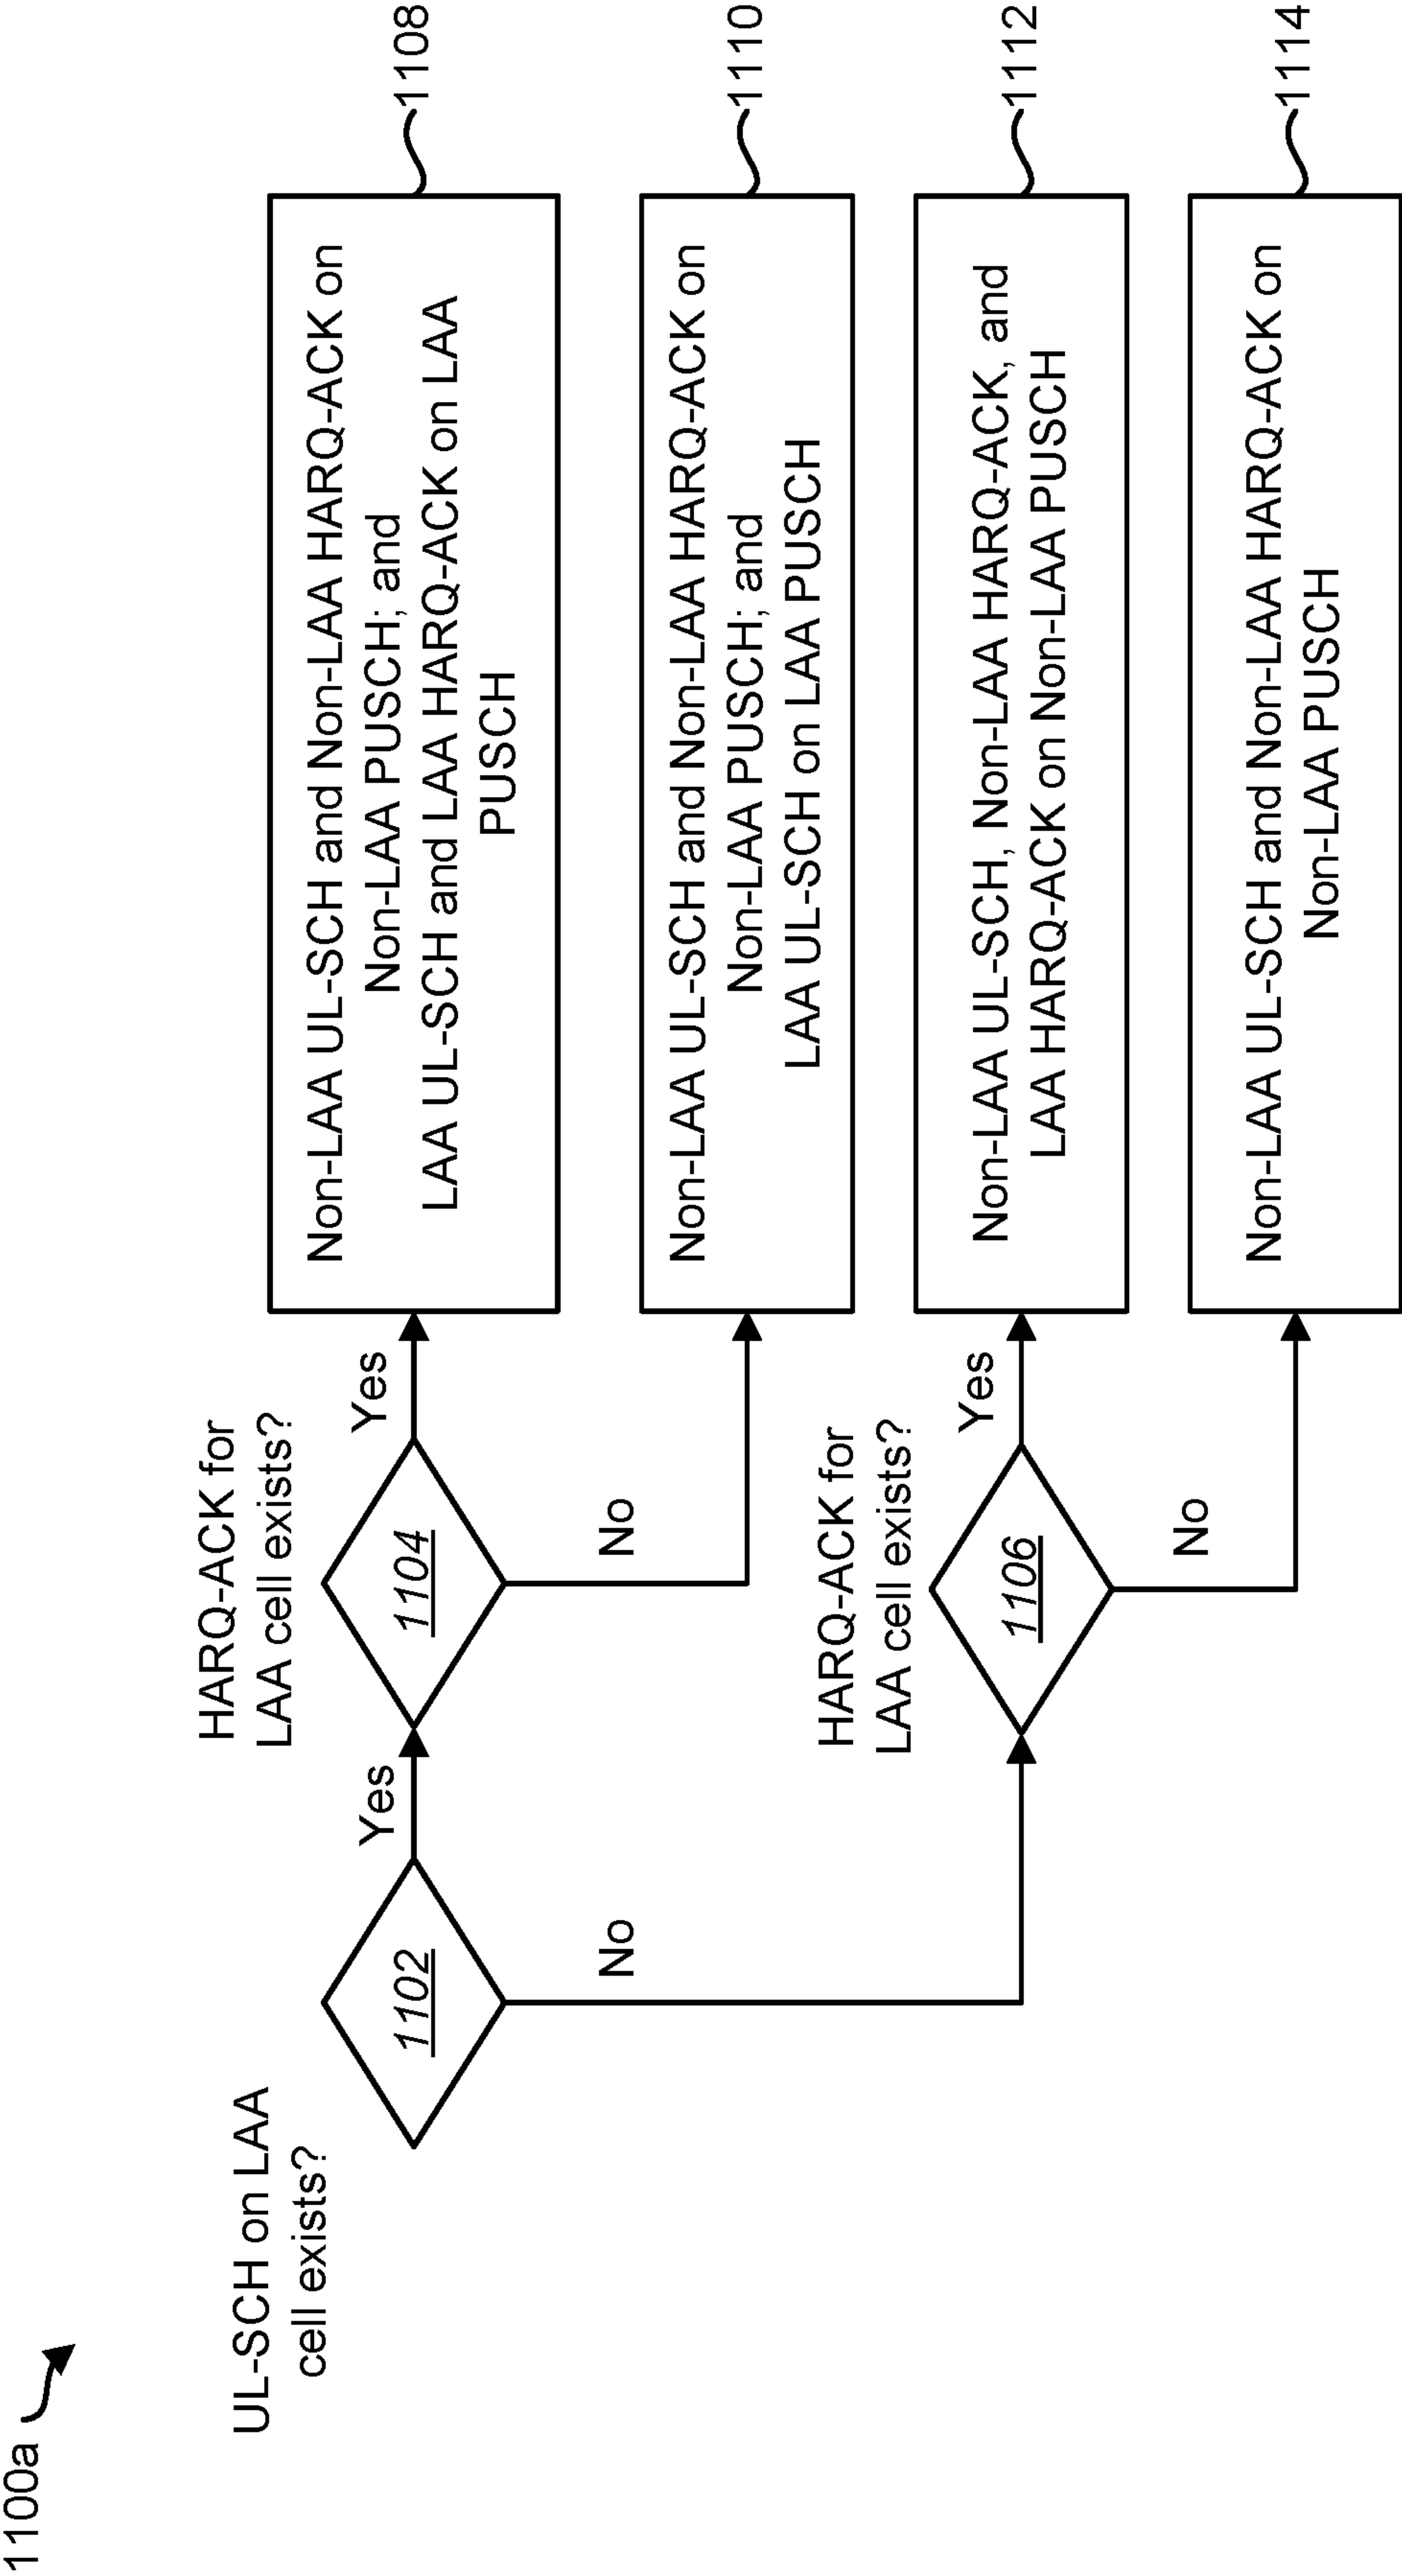 1100a
UL-SCH on LAA
cell exists?
1102
Yes
No
HARQ-ACK for
LAA cell exists?
1104
Yes
No
HARQ-ACK for
LAA cell exists?
1106
Yes
No
Non-LAA UL-SCH and Non-LAA HARQ-ACK on
Non-LAA PUSCH; and
LAA UL-SCH and LAA HARQ-ACK on LAA
PUSCH
1108
Non-LAA UL-SCH and Non-LAA HARQ-ACK on
Non-LAA PUSCH; and
LAA UL-SCH on LAA PUSCH
1110
Non-LAA UL-SCH, Non-LAA HARQ-ACK, and
LAA HARQ-ACK on Non-LAA PUSCH
1112
Non-LAA UL-SCH and Non-LAA HARQ-ACK on
Non-LAA PUSCH
1114